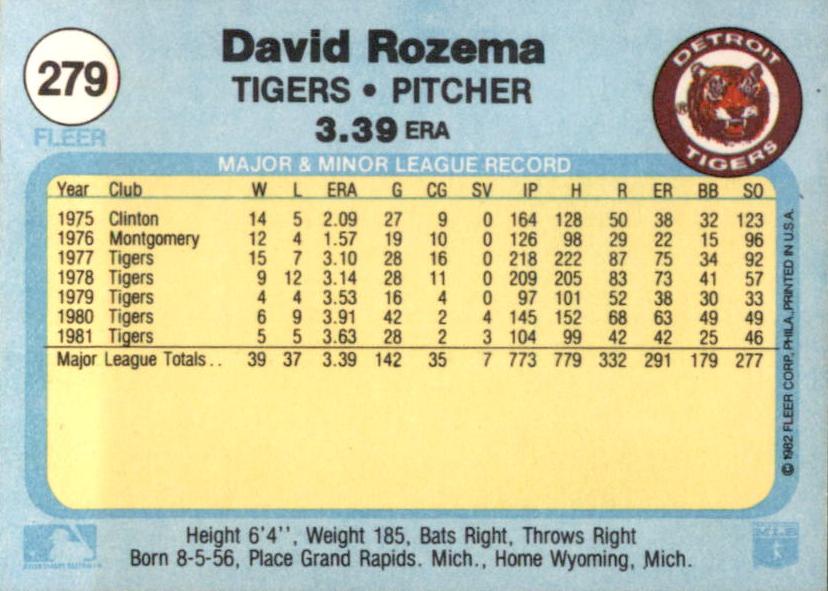 279
FLEER
David Rozema
TIGERS • PITCHER
3.39 ERA
DETROIT
TIGERS
®
MAJOR & MINOR LEAGUE RECORD
Year Club W L ERA G CG SV IP H R ER BB SO
1975 Clinton 14 5 2.09 27 9 0 164 128 50 38 32 123
1976 Montgomery 12 4 1.57 19 10 0 126 98 29 22 15 96
1977 Tigers 15 7 3.10 28 16 0 218 222 87 75 34 92
1978 Tigers 9 12 3.14 28 11 0 209 205 83 73 41 57
1979 Tigers 4 4 3.53 16 4 0 97 101 52 38 30 33
1980 Tigers 6 9 3.91 42 2 4 145 152 68 63 49 49
1981 Tigers 5 5 3.63 28 2 3 104 99 42 42 25 46
Major League Totals . . 39 37 3.39 142 35 7 773 779 332 291 179 277
© 1982 FLEER CORP., PHILA., PRINTED IN U.S.A.
Height 6'4'', Weight 185, Bats Right, Throws Right
Born 8-5-56, Place Grand Rapids. Mich., Home Wyoming, Mich.